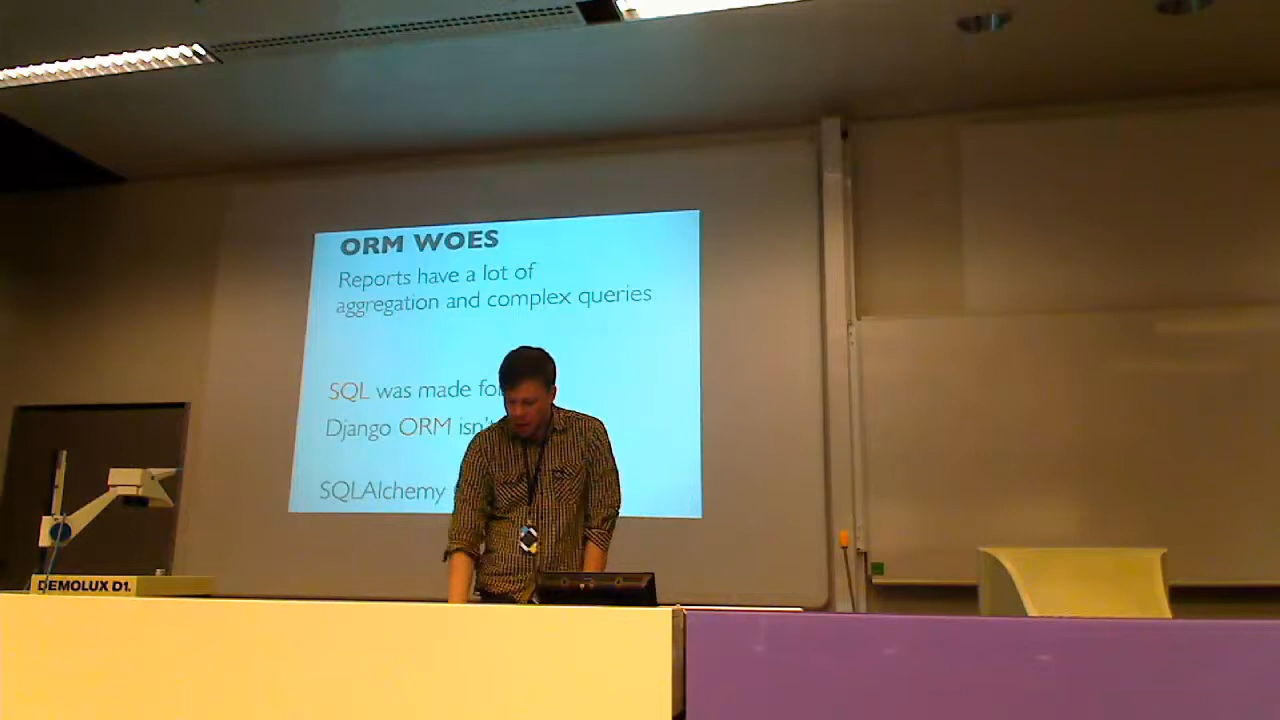 ORM WOES
Reports have a lot of
aggregation and complex queries
SQL was made
Django ORM
SQLAlchemy
DEMOLUX D1.